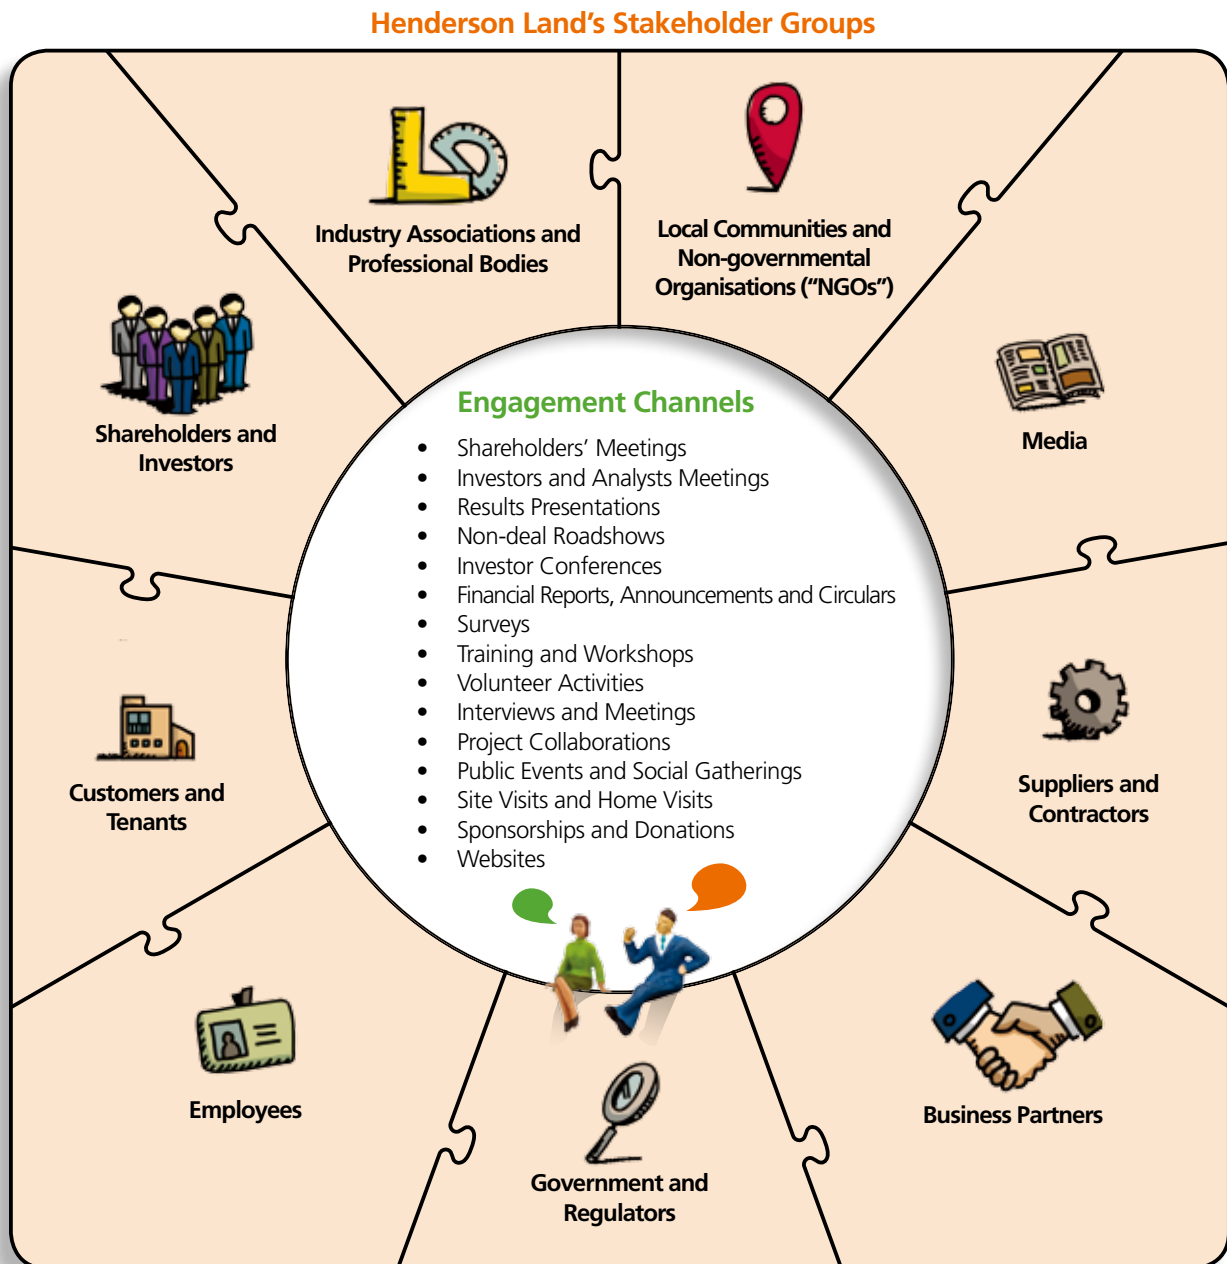 Henderson Land’s Stakeholder Groups
Industry Associations and
Professional Bodies
Local Communities and
Non-governmental
Organisations (“NGOs”)
Shareholders and
Investors
Media
Engagement Channels
• Shareholders’ Meetings
• Investors and Analysts Meetings
• Results Presentations
• Non-deal Roadshows
• Investor Conferences
• Financial Reports, Announcements and Circulars
• Surveys
• Training and Workshops
• Volunteer Activities
• Interviews and Meetings
• Project Collaborations
• Public Events and Social Gatherings
• Site Visits and Home Visits
• Sponsorships and Donations
• Websites
Customers and
Tenants
Suppliers and
Contractors
Employees
Business Partners
Government and
Regulators